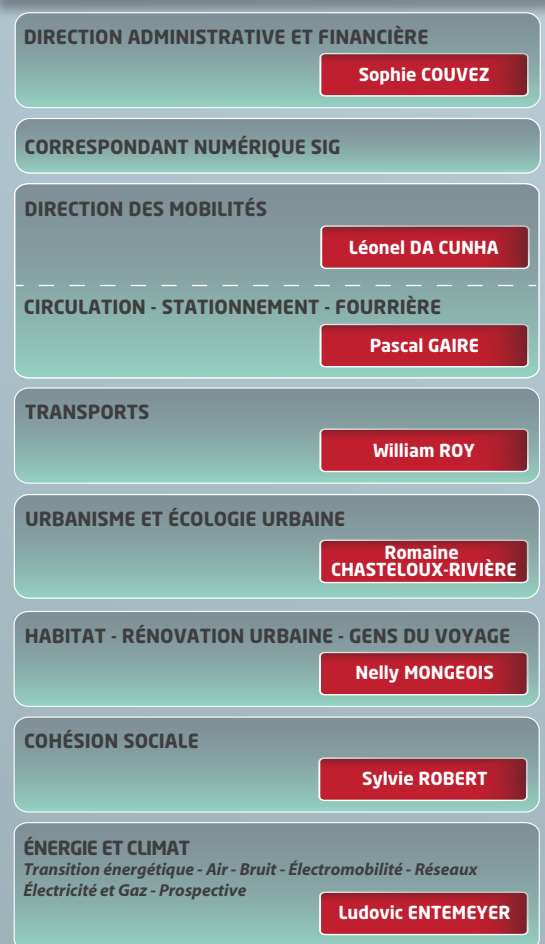 DIRECTION ADMINISTRATIVE ET FINANCIÈRE
Sophie COUVEZ
CORRESPONDANT NUMÉRIQUE SIG
DIRECTION DES MOBILITÉS
Léonel DA CUNHA
CIRCULATION - STATIONNEMENT - FOURRIÈRE
Pascal GAIRE
TRANSPORTS
William ROY
URBANISME ET ÉCOLOGIE URBAINE
Romaine
CHASTELOUX-RIVIÈRE
HABITAT - RÉNOVATION URBAINE - GENS DU VOYAGE
Nelly MONGEOIS
COHÉSION SOCIALE
Sylvie ROBERT
ÉNERGIE ET CLIMAT
Transition énergétique - Air - Bruit - Électromobilité - Réseaux
Électricité et Gaz - Prospective
Ludovic ENTEMEYER